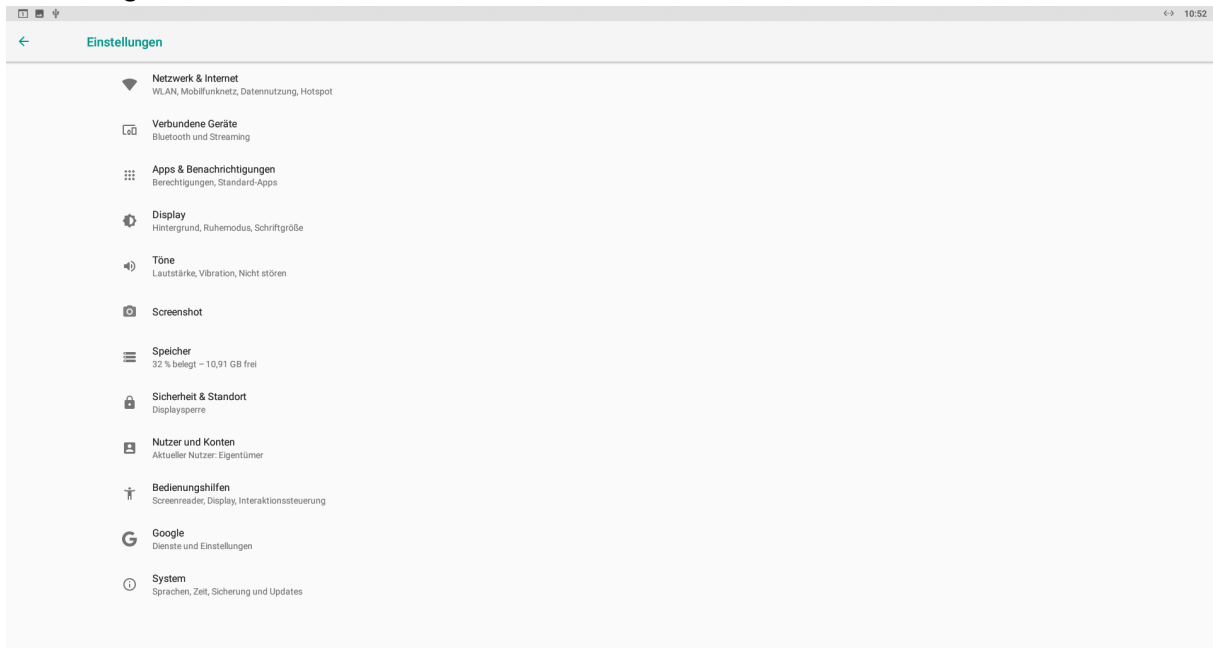 10:52
Einstellungen
Netzwerk & Internet
WLAN, Mobilfunknetz, Datennutzung, Hotspot
Verbundene Geräte
Bluetooth und Streaming
Apps & Benachrichtigungen
Berechtigungen, Standard-Apps
Display
Hintergrund, Ruhemodus, Schriftgröße
Töne
Lautstärke, Vibration, Nicht stören
Screenshot
Speicher
32 % belegt – 10,91 GB frei
Sicherheit & Standort
Displaysperre
Nutzer und Konten
Aktueller Nutzer: Eigentümer
Bedienungshilfen
Screenreader, Display, Interaktionssteuerung
Google
Dienste und Einstellungen
System
Sprachen, Zeit, Sicherung und Updates